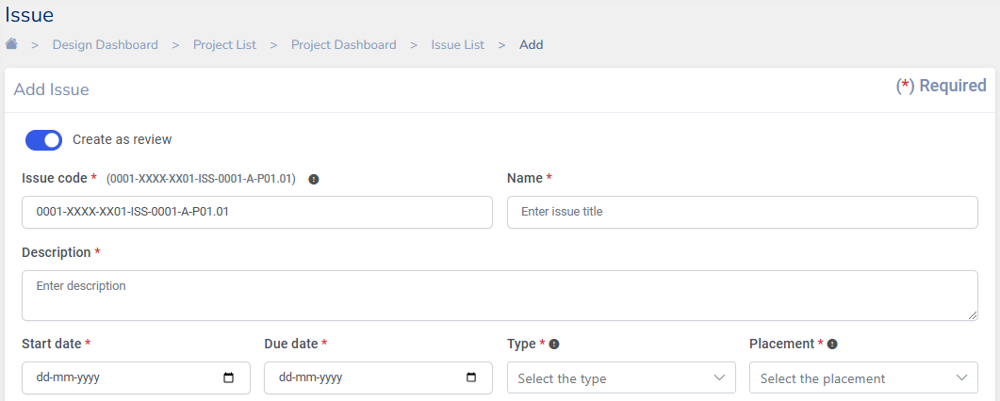 Issue
> Design Dashboard > Project List > Project Dashboard > Issue List > Add
Add Issue (*) Required
Create as review
Issue code * (0001-XXXX-XX01-ISS-0001-A-P01.01) Name *
0001-XXXX-XX01-ISS-0001-A-P01.01 Enter issue title
Description *
Enter description
Start date * Due date * Type * Placement *
dd-mm-yyyy dd-mm-yyyy Select the type Select the placement